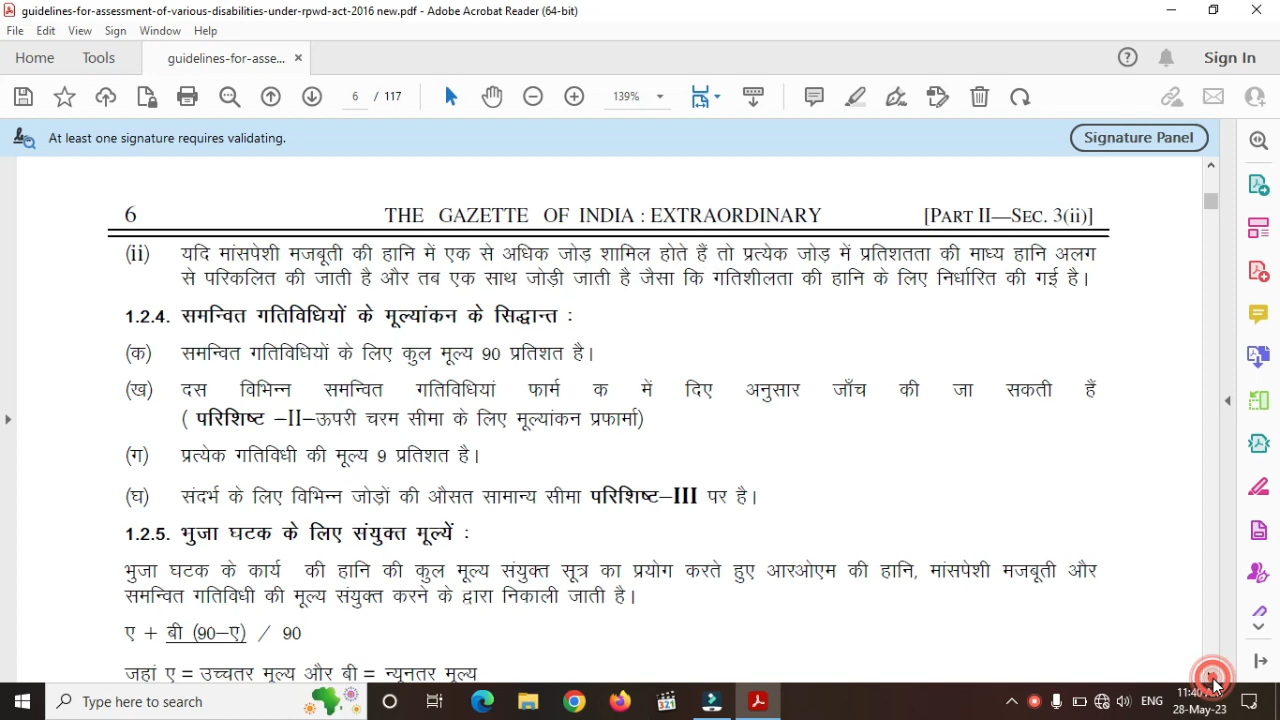 guidelines-for-assessment-of-various-disabilities-under-rpwd-act-2016 new.pdf - Adobe Acrobat Reader (64-bit)
File Edit View Sign Window Help
Home Tools guidelines-for-asse... × Sign In
6 / 117 139%
At least one signature requires validating. Signature Panel
6 THE GAZETTE OF INDIA : EXTRAORDINARY [PART II—SEC. 3(ii)]
(ii) यदि मांसपेशी मजबूती की हानि में एक से अधिक जोड़ शामिल होते हैं तो प्रत्येक जोड़ में प्रतिशतता की माध्य हानि अलग
से परिकलित की जाती है और तब एक साथ जोड़ी जाती है जैसा कि गतिशीलता की हानि के लिए निर्धारित की गई है।
1.2.4. समन्वित गतिविधियों के मूल्यांकन के सिद्धान्त :
(क) समन्वित गतिविधियों के लिए कुल मूल्य 90 प्रतिशत है।
(ख) दस विभिन्न समन्वित गतिविधियां फार्म क में दिए अनुसार जाँच की जा सकती हैं
( परिशिष्ट –II–ऊपरी चरम सीमा के लिए मूल्यांकन प्रफार्मा)
(ग) प्रत्येक गतिविधी की मूल्य 9 प्रतिशत है।
(घ) संदर्भ के लिए विभिन्न जोड़ों की औसत सामान्य सीमा परिशिष्ट–III पर है।
1.2.5. भुजा घटक के लिए संयुक्त मूल्यें :
भुजा घटक के कार्य की हानि की कुल मूल्य संयुक्त सूत्र का प्रयोग करते हुए आरओएम की हानि, मांसपेशी मजबूती और
समन्वित गतिविधी की मूल्य संयुक्त करने के द्वारा निकाली जाती है।
ए + बी (90–ए) / 90
जहां ए = उच्चतर मूल्य और बी = न्यूनतर मूल्य
Type here to search 321 ENG
28-May-23